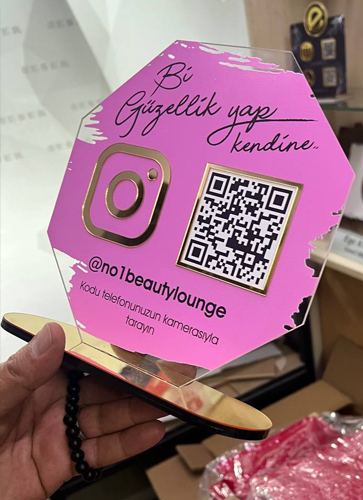 Bi
Güzellik yap
kendine..
@no1beautylounge
Kodu telefonunuzun kamerasıyla
tarayın